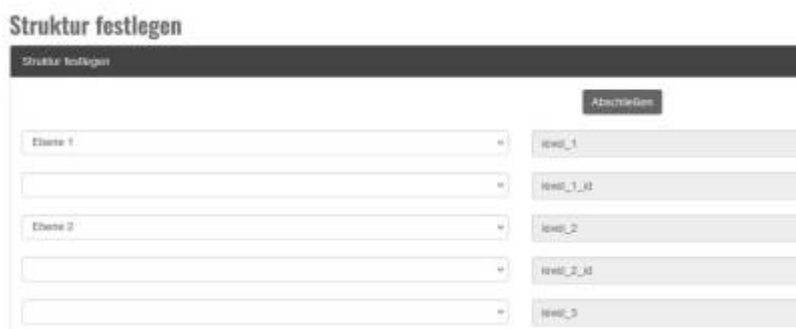 Struktur festlegen
Struktur festlegen
Abschließen
Ebene 1
level_1
level_1_id
Ebene 2
level_2
level_2_id
level_3